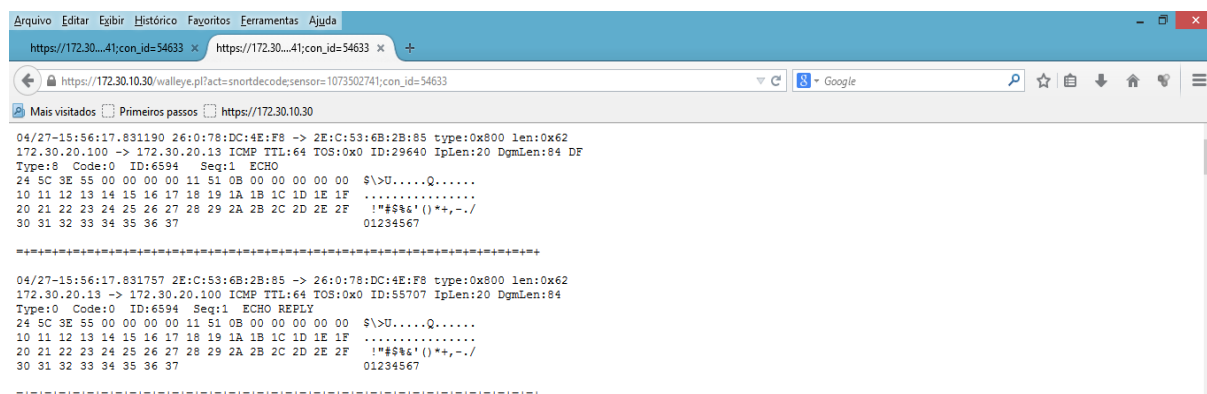 Arquivo Editar Exibir Histórico Favoritos Ferramentas Ajuda
https://172.30....41;con_id=54633 × https://172.30....41;con_id=54633 × +
https://172.30.10.30/walleye.pl?act=snortdecode;sensor=1073502741;con_id=54633 Google
Mais visitados Primeiros passos https://172.30.10.30
04/27-15:56:17.831190 26:0:78:DC:4E:F8 -> 2E:C:53:6B:2B:85 type:0x800 len:0x62
172.30.20.100 -> 172.30.20.13 ICMP TTL:64 TOS:0x0 ID:29640 IpLen:20 DgmLen:84 DF
Type:8 Code:0 ID:6594 Seq:1 ECHO
24 5C 3E 55 00 00 00 00 11 51 0B 00 00 00 00 00 $\>U.....Q......
10 11 12 13 14 15 16 17 18 19 1A 1B 1C 1D 1E 1F ................
20 21 22 23 24 25 26 27 28 29 2A 2B 2C 2D 2E 2F !"#$%&'()*+,-./
30 31 32 33 34 35 36 37 01234567
=+=+=+=+=+=+=+=+=+=+=+=+=+=+=+=+=+=+=+=+=+=+=+=+=+=+=+=+=+=+=+=+=+=+=+=+=+
04/27-15:56:17.831757 2E:C:53:6B:2B:85 -> 26:0:78:DC:4E:F8 type:0x800 len:0x62
172.30.20.13 -> 172.30.20.100 ICMP TTL:64 TOS:0x0 ID:55707 IpLen:20 DgmLen:84
Type:0 Code:0 ID:6594 Seq:1 ECHO REPLY
24 5C 3E 55 00 00 00 00 11 51 0B 00 00 00 00 00 $\>U.....Q......
10 11 12 13 14 15 16 17 18 19 1A 1B 1C 1D 1E 1F ................
20 21 22 23 24 25 26 27 28 29 2A 2B 2C 2D 2E 2F !"#$%&'()*+,-./
30 31 32 33 34 35 36 37 01234567